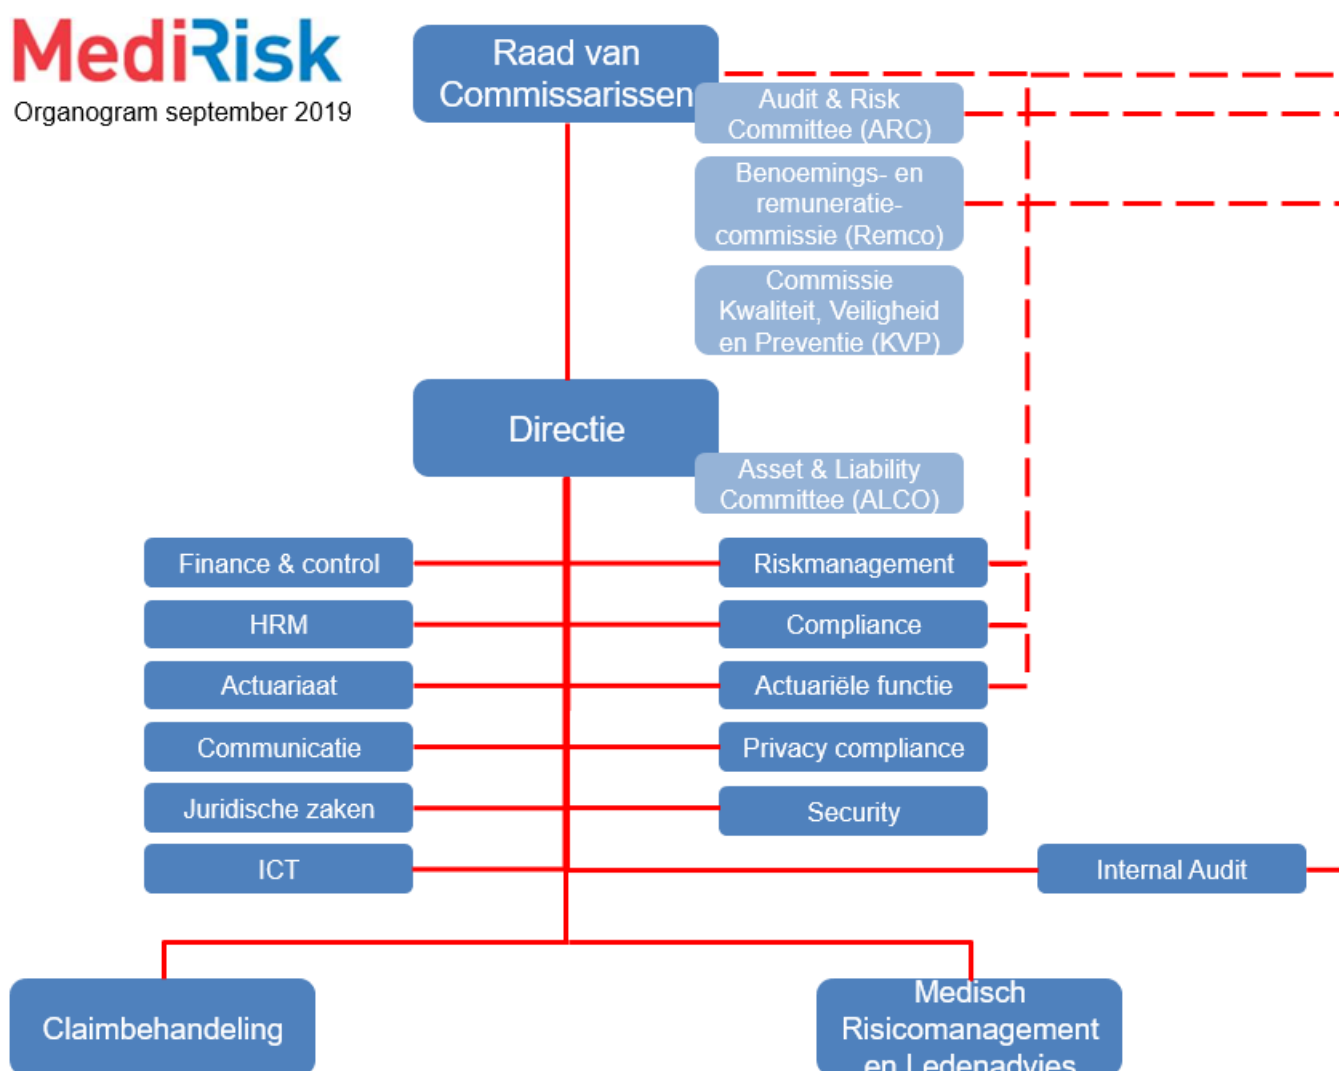 MediRisk
Organogram september 2019
Raad van
Commissarissen
Audit & Risk
Committee (ARC)
Benoemings- en
remuneratie-
commissie (Remco)
Commissie
Kwaliteit, Veiligheid
en Preventie (KVP)
Directie
Asset & Liability
Committee (ALCO)
Finance & control
Riskmanagement
HRM
Compliance
Actuariaat
Actuariële functie
Communicatie
Privacy compliance
Juridische zaken
Security
ICT
Internal Audit
Claimbehandeling
Medisch
Risicomanagement
en Ledenadvies